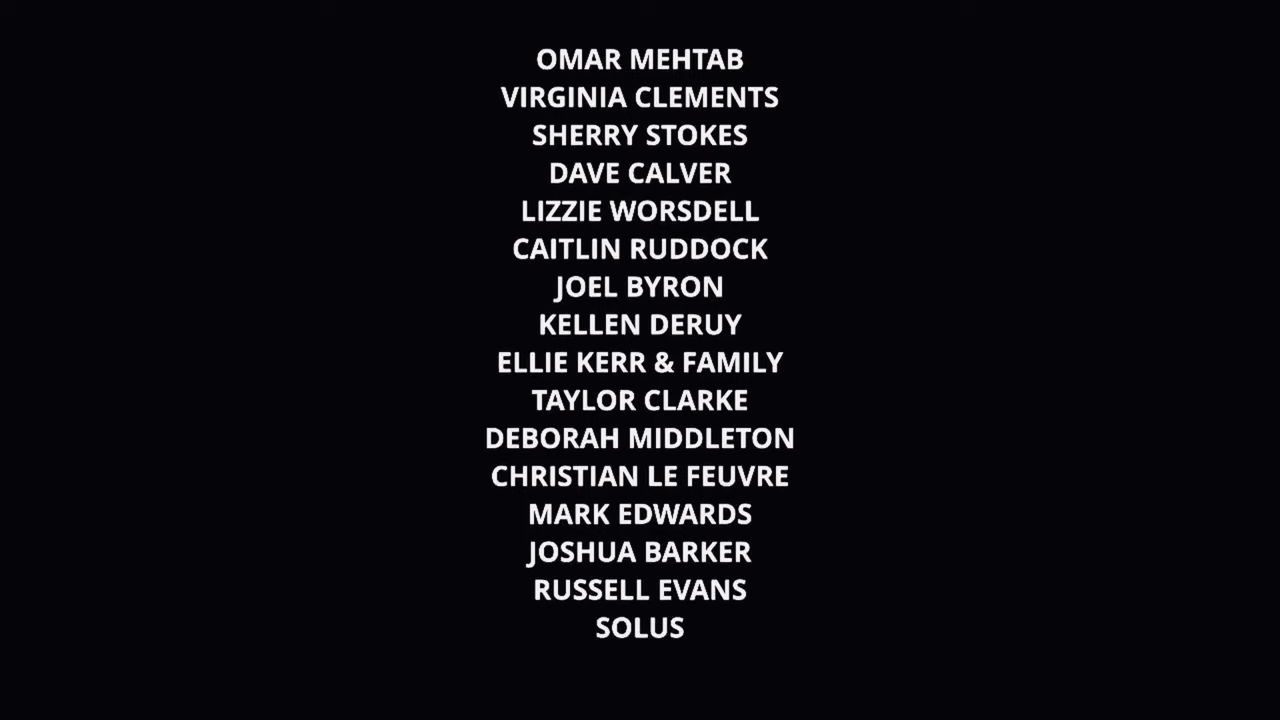 OMAR MEHTAB
VIRGINIA CLEMENTS
SHERRY STOKES
DAVE CALVER
LIZZIE WORSDELL
CAITLIN RUDDOCK
JOEL BYRON
KELLEN DERUY
ELLIE KERR & FAMILY
TAYLOR CLARKE
DEBORAH MIDDLETON
CHRISTIAN LE FEUVRE
MARK EDWARDS
JOSHUA BARKER
RUSSELL EVANS
SOLUS